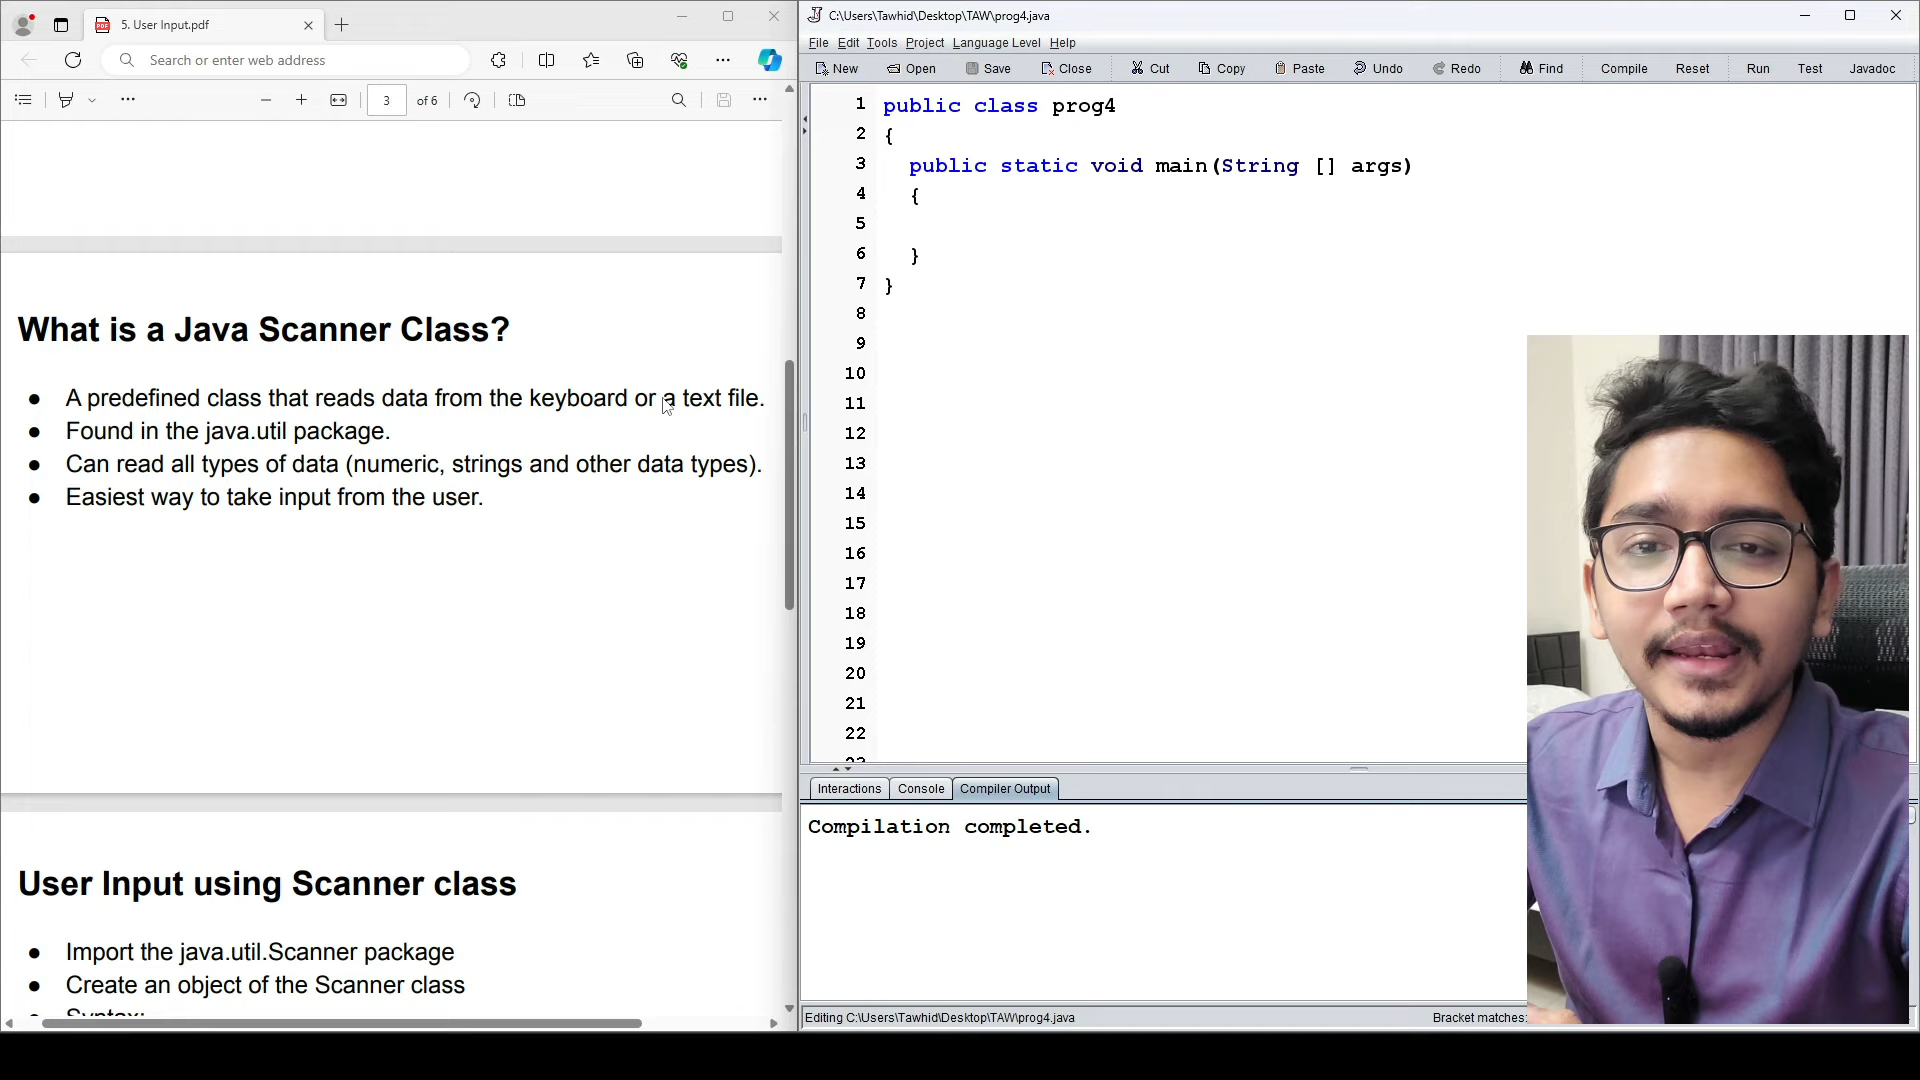 5. User Input.pdf
Search or enter web address
3 of 6
What is a Java Scanner Class?
● A predefined class that reads data from the keyboard or a text file.
● Found in the java.util package.
● Can read all types of data (numeric, strings and other data types).
● Easiest way to take input from the user.
User Input using Scanner class
● Import the java.util.Scanner package
● Create an object of the Scanner class
● Syntax:
C:\Users\Tawhid\Desktop\TAW\prog4.java
File Edit Tools Project Language Level Help
New Open Save Close Cut Copy Paste Undo Redo Find Compile Reset Run Test Javadoc
1 public class prog4
2 {
3 public static void main(String [] args)
4 {
5
6 }
7 }
8
9
10
11
12
13
14
15
16
17
18
19
20
21
22
23
Interactions Console Compiler Output
Compilation completed.
Editing C:\Users\Tawhid\Desktop\TAW\prog4.java Bracket matches: